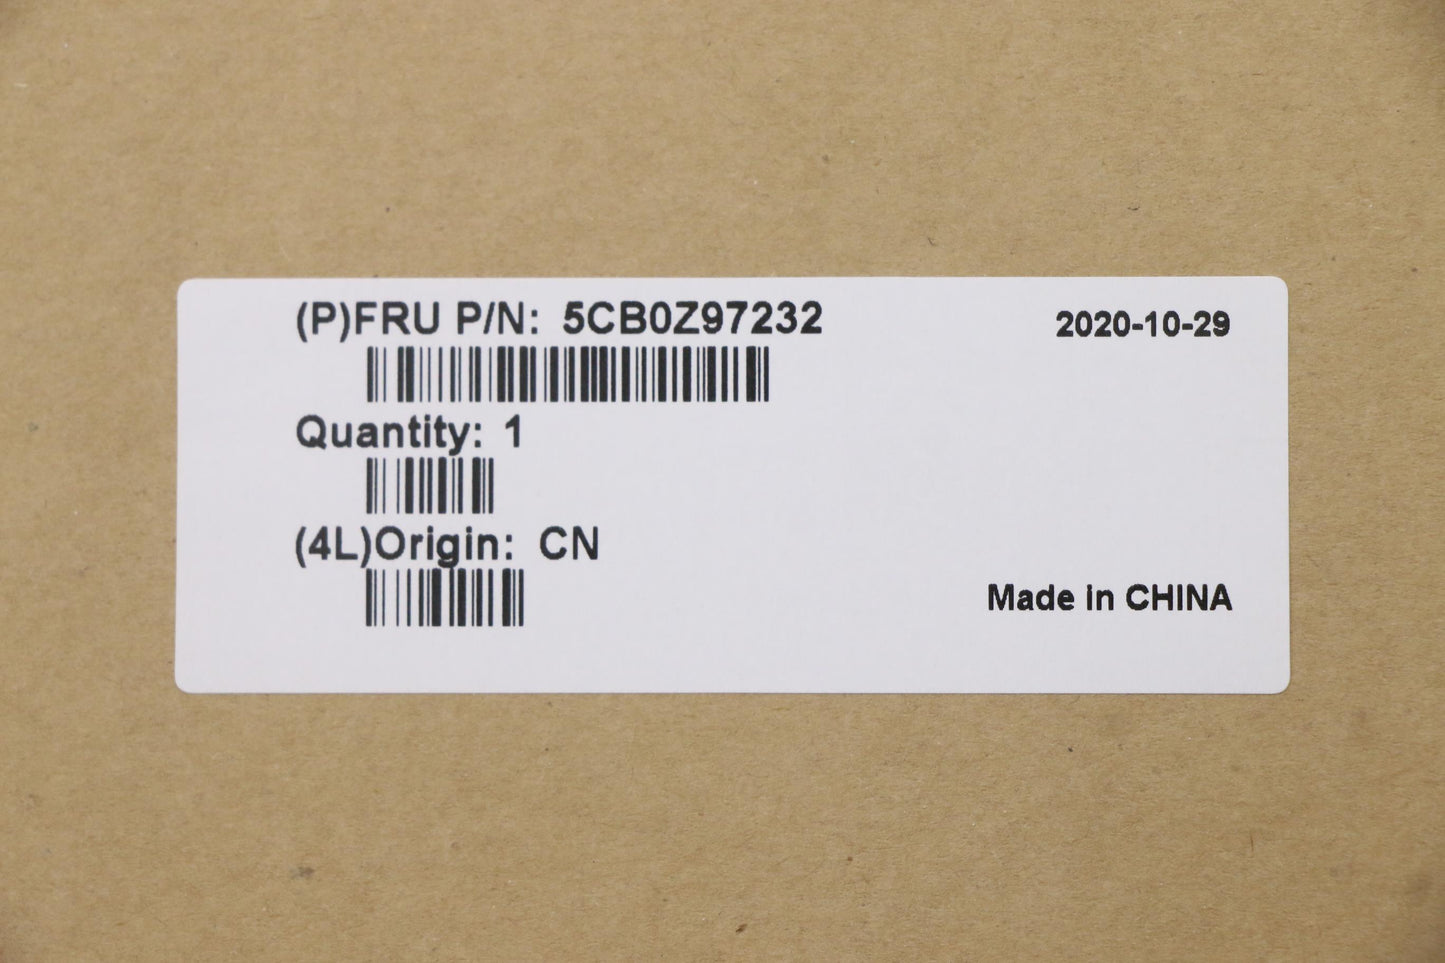 (P)FRU P/N: 5CB0Z97232
2020-10-29
Quantity: 1
(4L)Origin: CN
Made in CHINA